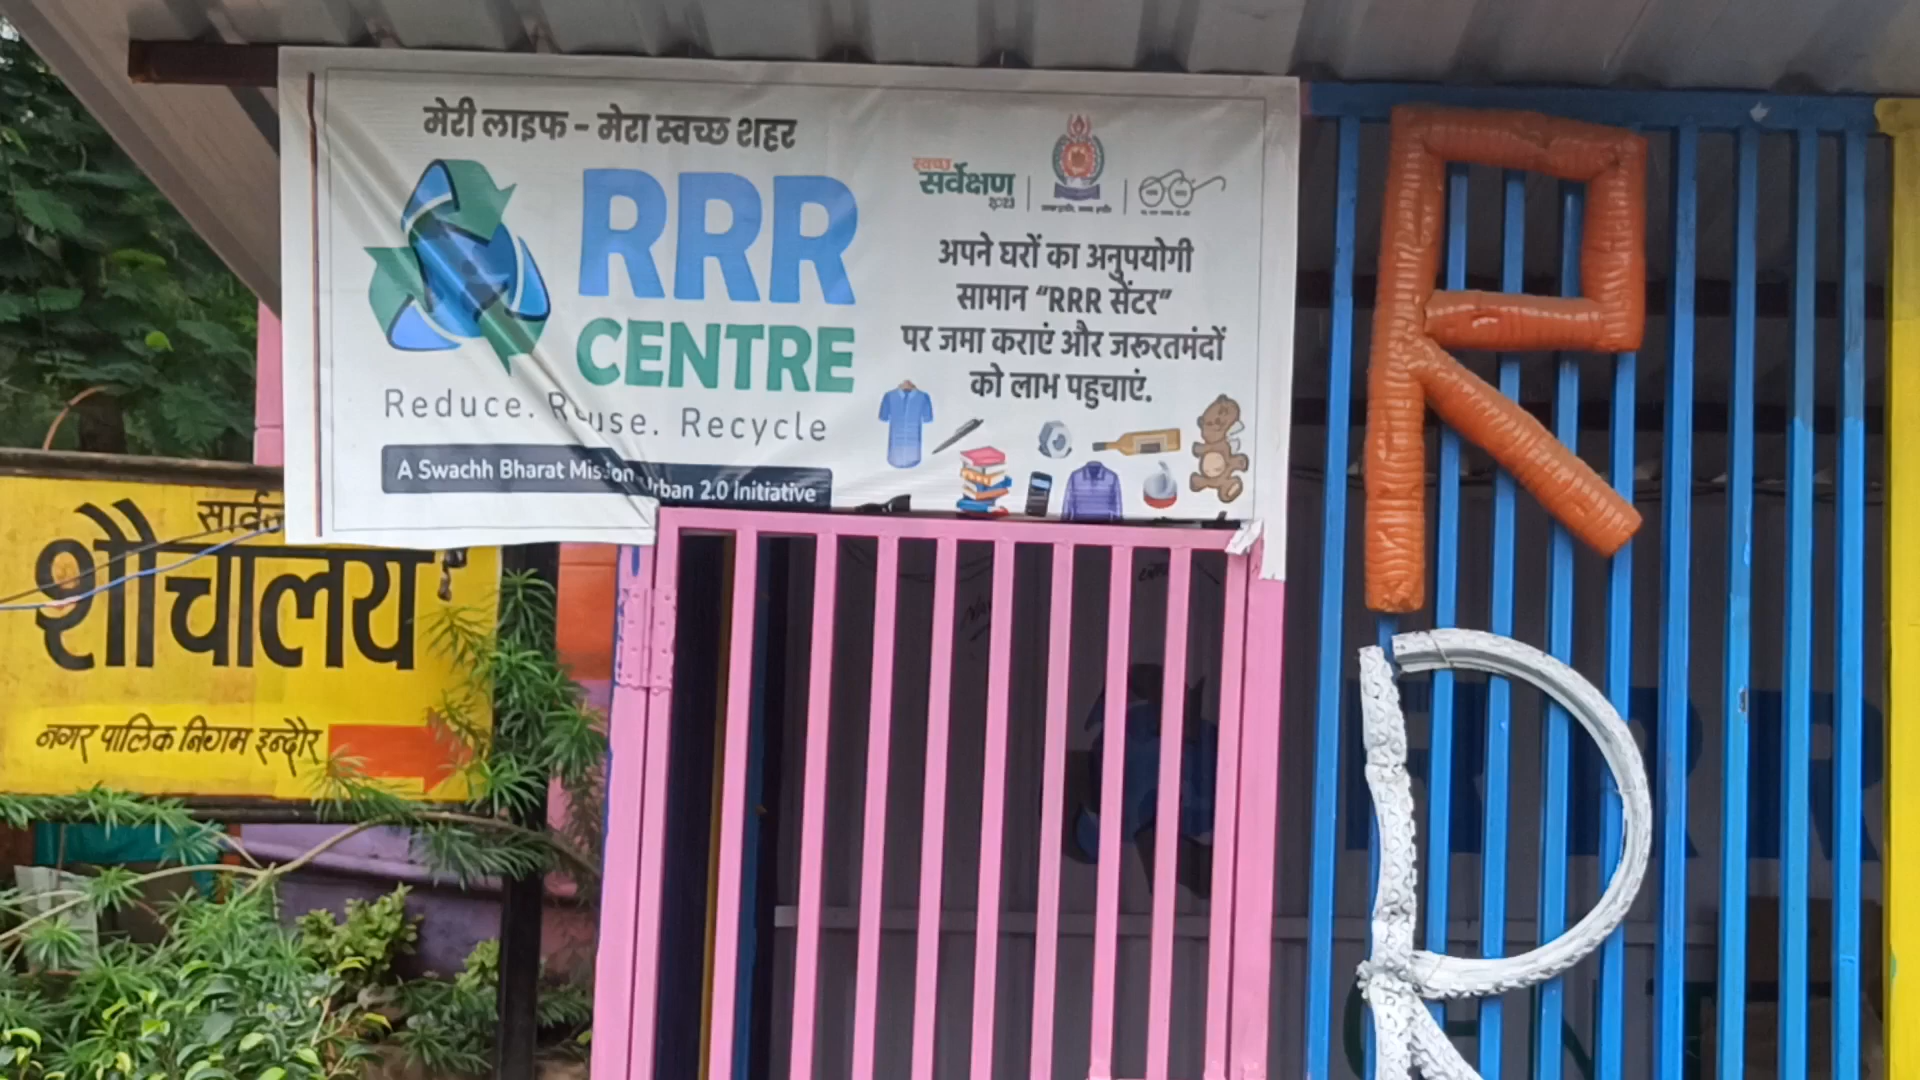 मेरी लाइफ - मेरा स्वच्छ शहर
RRR
CENTRE
Reduce. Reuse. Recycle
A Swachh Bharat Mission Urban 2.0 Initiative
स्वच्छ
सर्वेक्षण
2023
अपने घरों का अनुपयोगी
सामान “RRR सेंटर”
पर जमा कराएं और जरूरतमंदों
को लाभ पहुचाएं.
शौचालय
नगर पालिक निगम इन्दौर
R
R